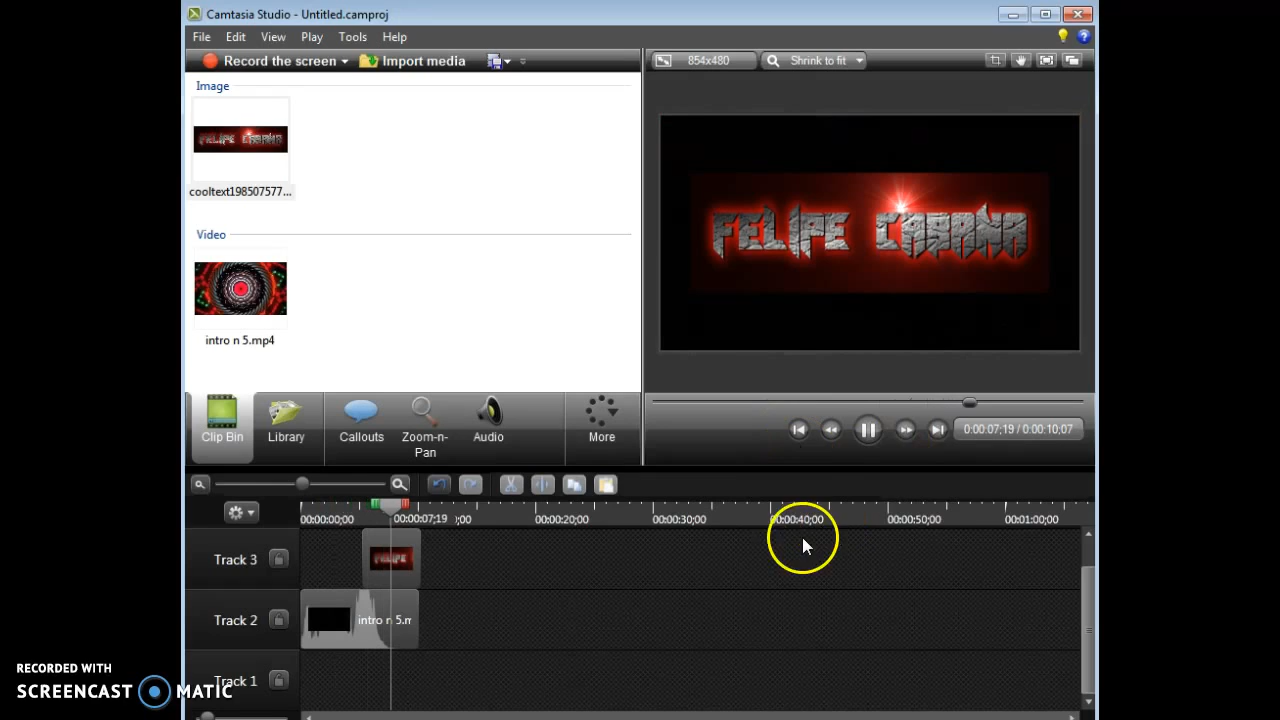 Camtasia Studio - Untitled.camproj
File Edit View Play Tools Help
Record the screen Import media
854x480 Shrink to fit
Image
FELIPE CABANA
cooltext198507577...
Video
intro n 5.mp4
FELIPE CABANA
Clip Bin Library Callouts Zoom-n-Pan Audio More
0:00:07;19 / 0:00:10;07
00:00:00;00 00:00:07;19 ;00 00:00:20;00 00:00:30;00 00:00:40;00 00:00:50;00 00:01:00;00
Track 3
FELIPE
Track 2
intro n 5.m
Track 1
RECORDED WITH
SCREENCAST MATIC